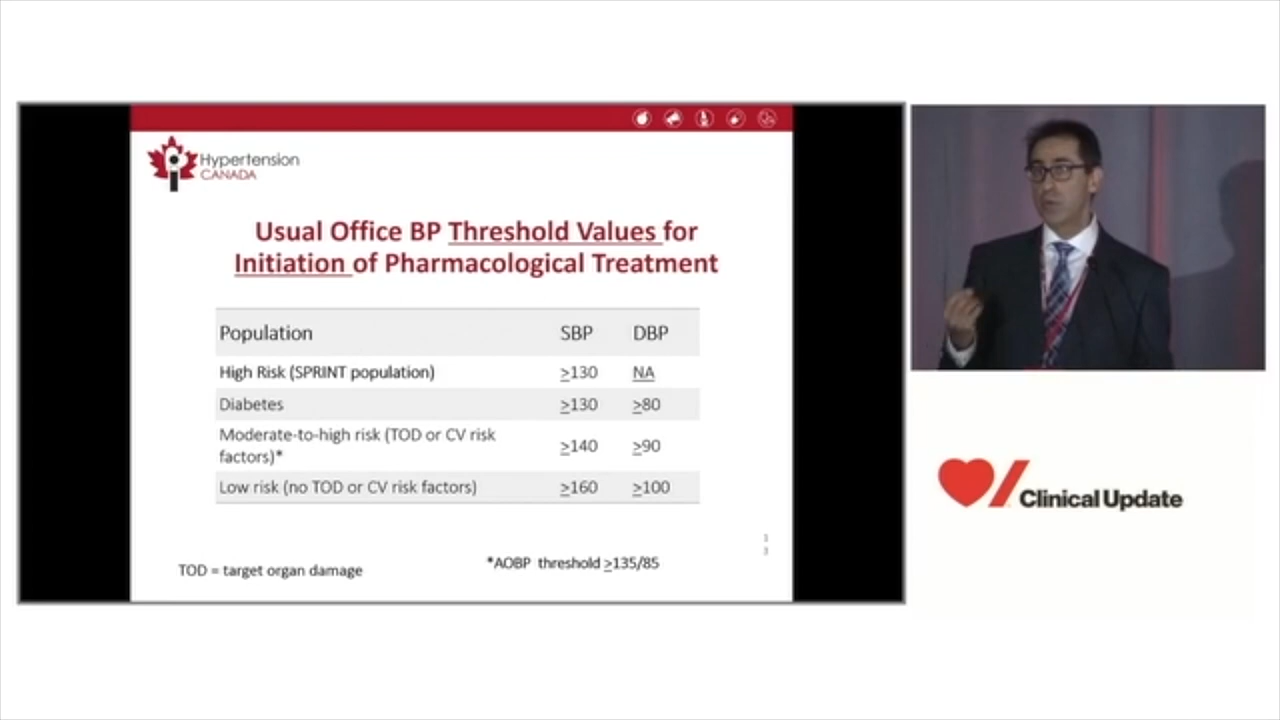 Hypertension
CANADA
Usual Office BP Threshold Values for
Initiation of Pharmacological Treatment
Population SBP DBP
High Risk (SPRINT population) ≥130 NA
Diabetes ≥130 ≥80
Moderate-to-high risk (TOD or CV risk
factors)* ≥140 ≥90
Low risk (no TOD or CV risk factors) ≥160 ≥100
TOD = target organ damage
*AOBP threshold ≥135/85
Clinical Update